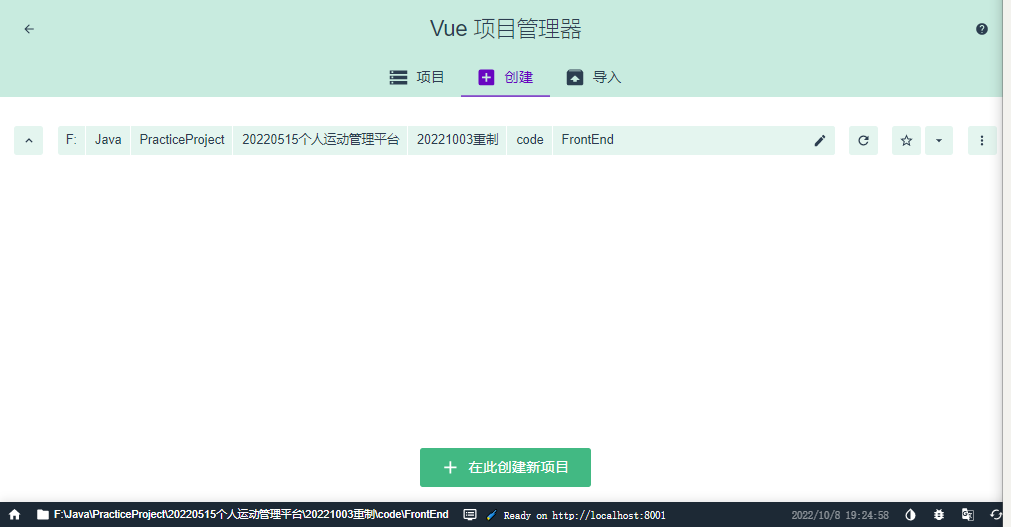 Vue 项目管理器
项目 创建 导入
F: Java PracticeProject 20220515个人运动管理平台 20221003重制 code FrontEnd
在此创建新项目
F:\Java\PracticeProject\20220515个人运动管理平台\20221003重制\code\FrontEnd Ready on http://localhost:8001 2022/10/8 19:24:58